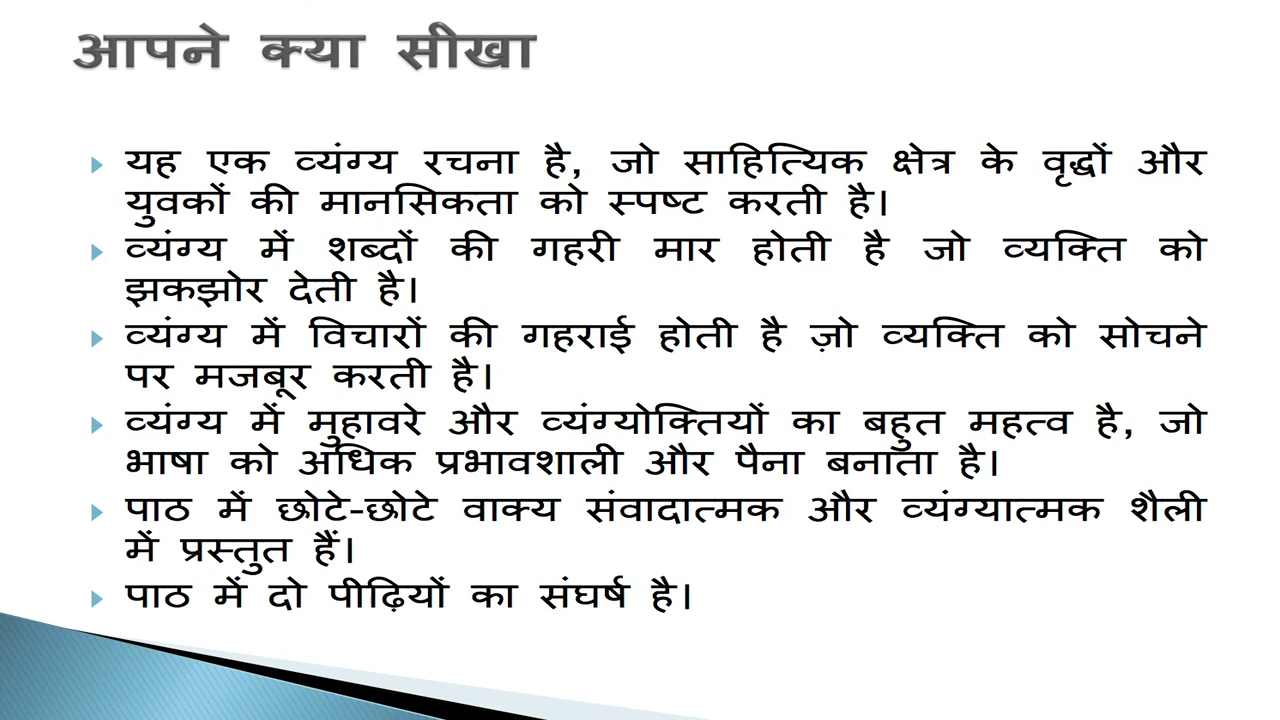 आपने क्या सीखा
यह एक व्यंग्य रचना है, जो साहित्यिक क्षेत्र के वृद्धों और
युवकों की मानसिकता को स्पष्ट करती है।
व्यंग्य में शब्दों की गहरी मार होती है जो व्यक्ति को
झकझोर देती है।
व्यंग्य में विचारों की गहराई होती है ज़ो व्यक्ति को सोचने
पर मजबूर करती है।
व्यंग्य में मुहावरे और व्यंग्योक्तियों का बहुत महत्व है, जो
भाषा को अधिक प्रभावशाली और पैना बनाता है।
पाठ में छोटे-छोटे वाक्य संवादात्मक और व्यंग्यात्मक शैली
में प्रस्तुत हैं।
पाठ में दो पीढ़ियों का संघर्ष है।